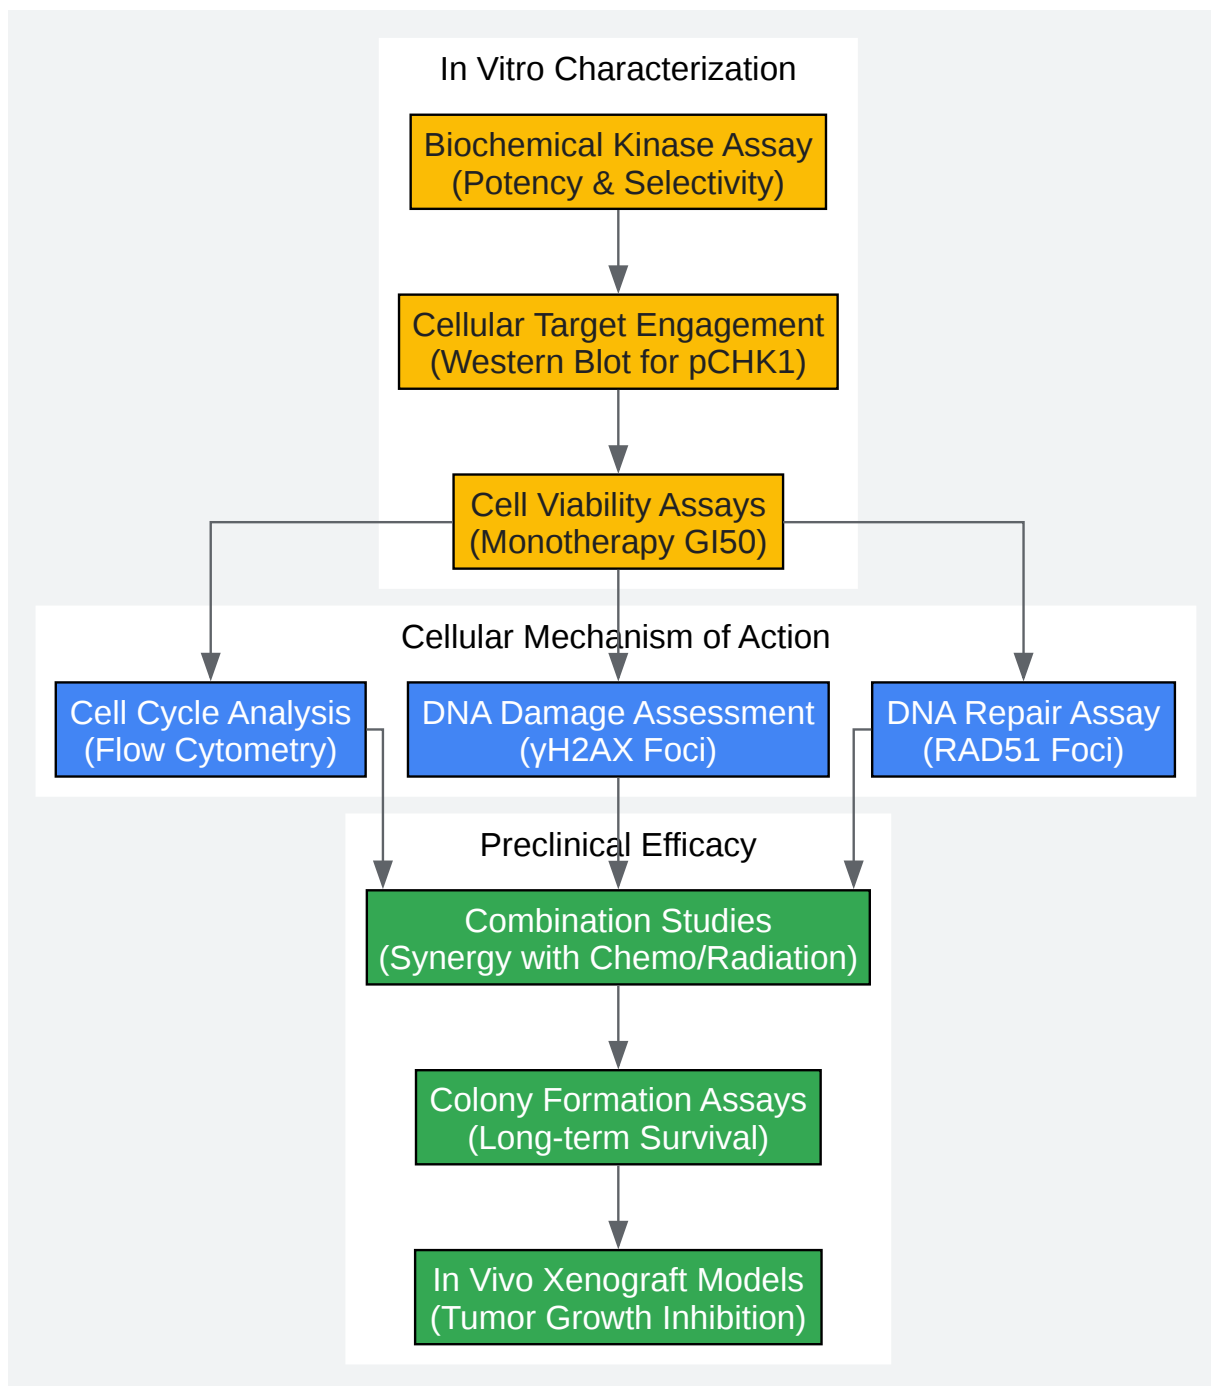 In Vitro Characterization
Biochemical Kinase Assay
(Potency & Selectivity)
Cellular Target Engagement
(Western Blot for pCHK1)
Cell Viability Assays
(Monotherapy GI50)
Cellular Mechanism of Action
Cell Cycle Analysis
(Flow Cytometry)
DNA Damage Assessment
(γH2AX Foci)
DNA Repair Assay
(RAD51 Foci)
Preclinical Efficacy
Combination Studies
(Synergy with Chemo/Radiation)
Colony Formation Assays
(Long-term Survival)
In Vivo Xenograft Models
(Tumor Growth Inhibition)